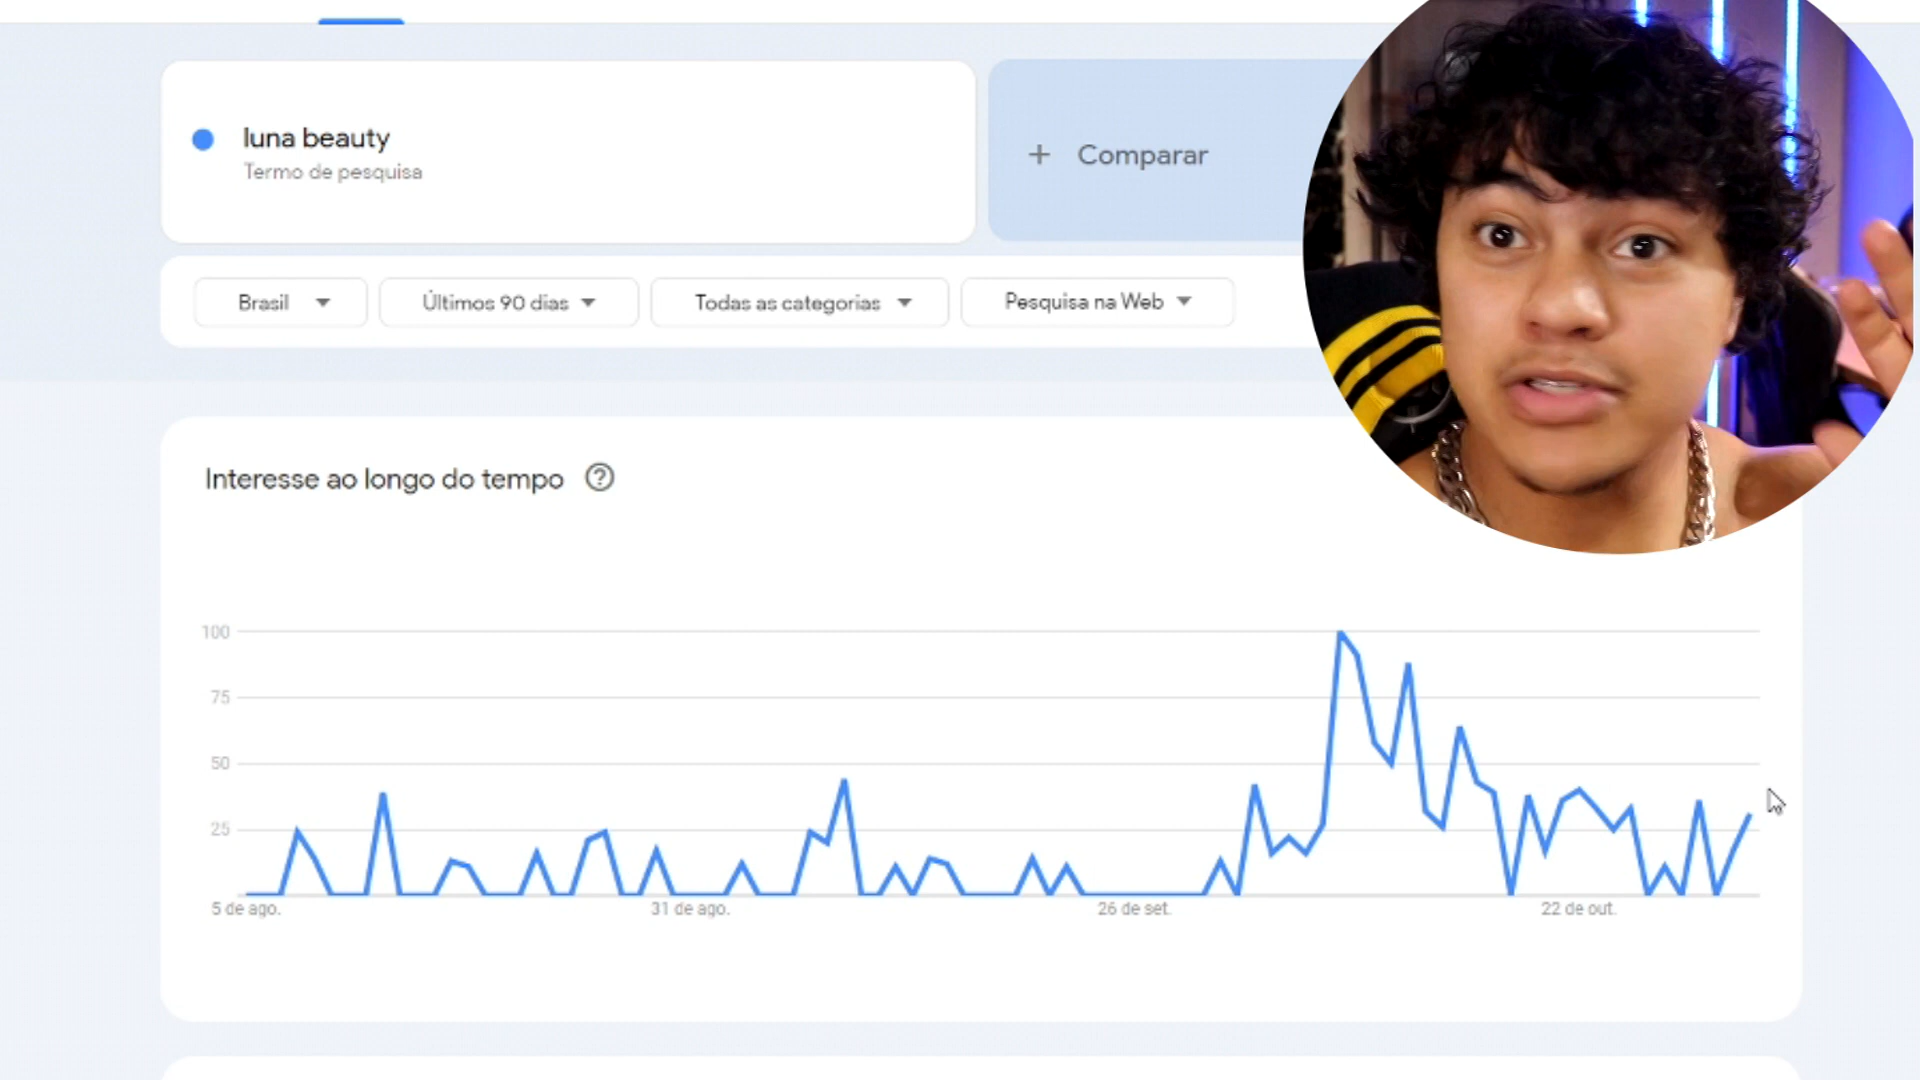 luna beauty
Termo de pesquisa
+ Comparar
Brasil
Últimos 90 dias
Todas as categorias
Pesquisa na Web
Interesse ao longo do tempo
100
75
50
25
5 de ago.
31 de ago.
26 de set.
22 de out.